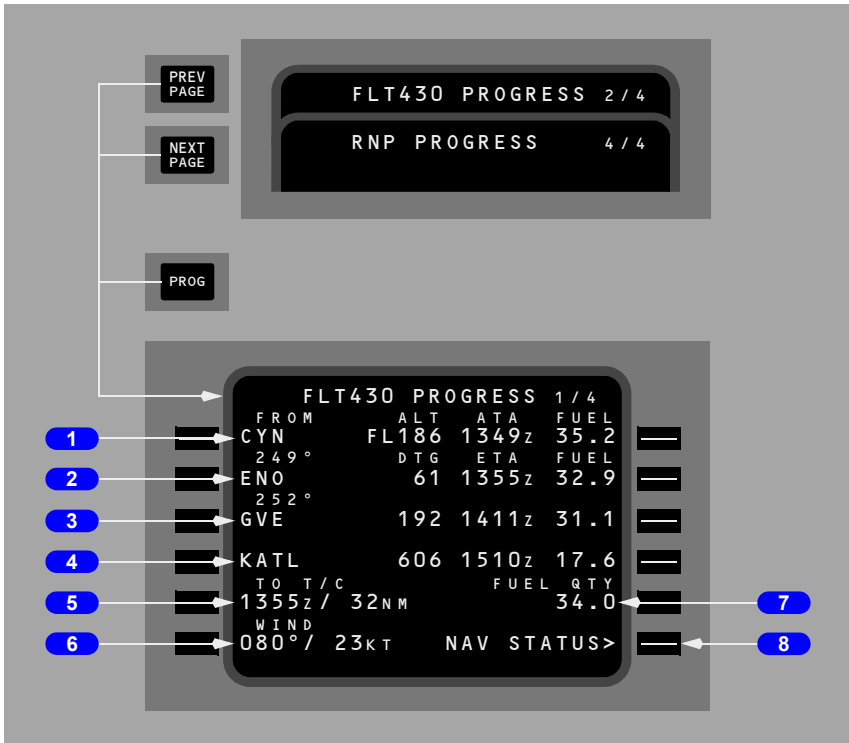 PREV
PAGE
FLT430 PROGRESS 2/4
NEXT
PAGE
RNP PROGRESS 4/4
PROG
FLT430 PROGRESS 1/4
FROM ALT ATA FUEL
1 CYN FL186 1349z 35.2
249° DTG ETA FUEL
2 ENO 61 1355z 32.9
252°
3 GVE 192 1411z 31.1
4 KATL 606 1510z 17.6
TO T/C FUEL QTY
5 1355z/ 32NM 34.0 7
WIND
6 080°/ 23KT NAV STATUS> 8